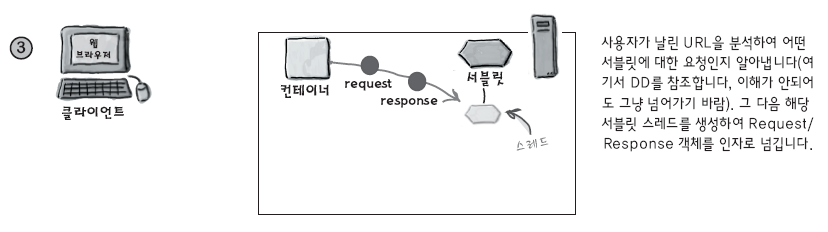 3
웹
브라우저
클라이언트
컨테이너
request
response
서블릿
스레드
사용자가 날린 URL을 분석하여 어떤
서블릿에 대한 요청인지 알아냅니다(여
기서 DD를 참조합니다, 이해가 안되어
도 그냥 넘어가기 바람). 그 다음 해당
서블릿 스레드를 생성하여 Request/
Response 객체를 인자로 넘깁니다.